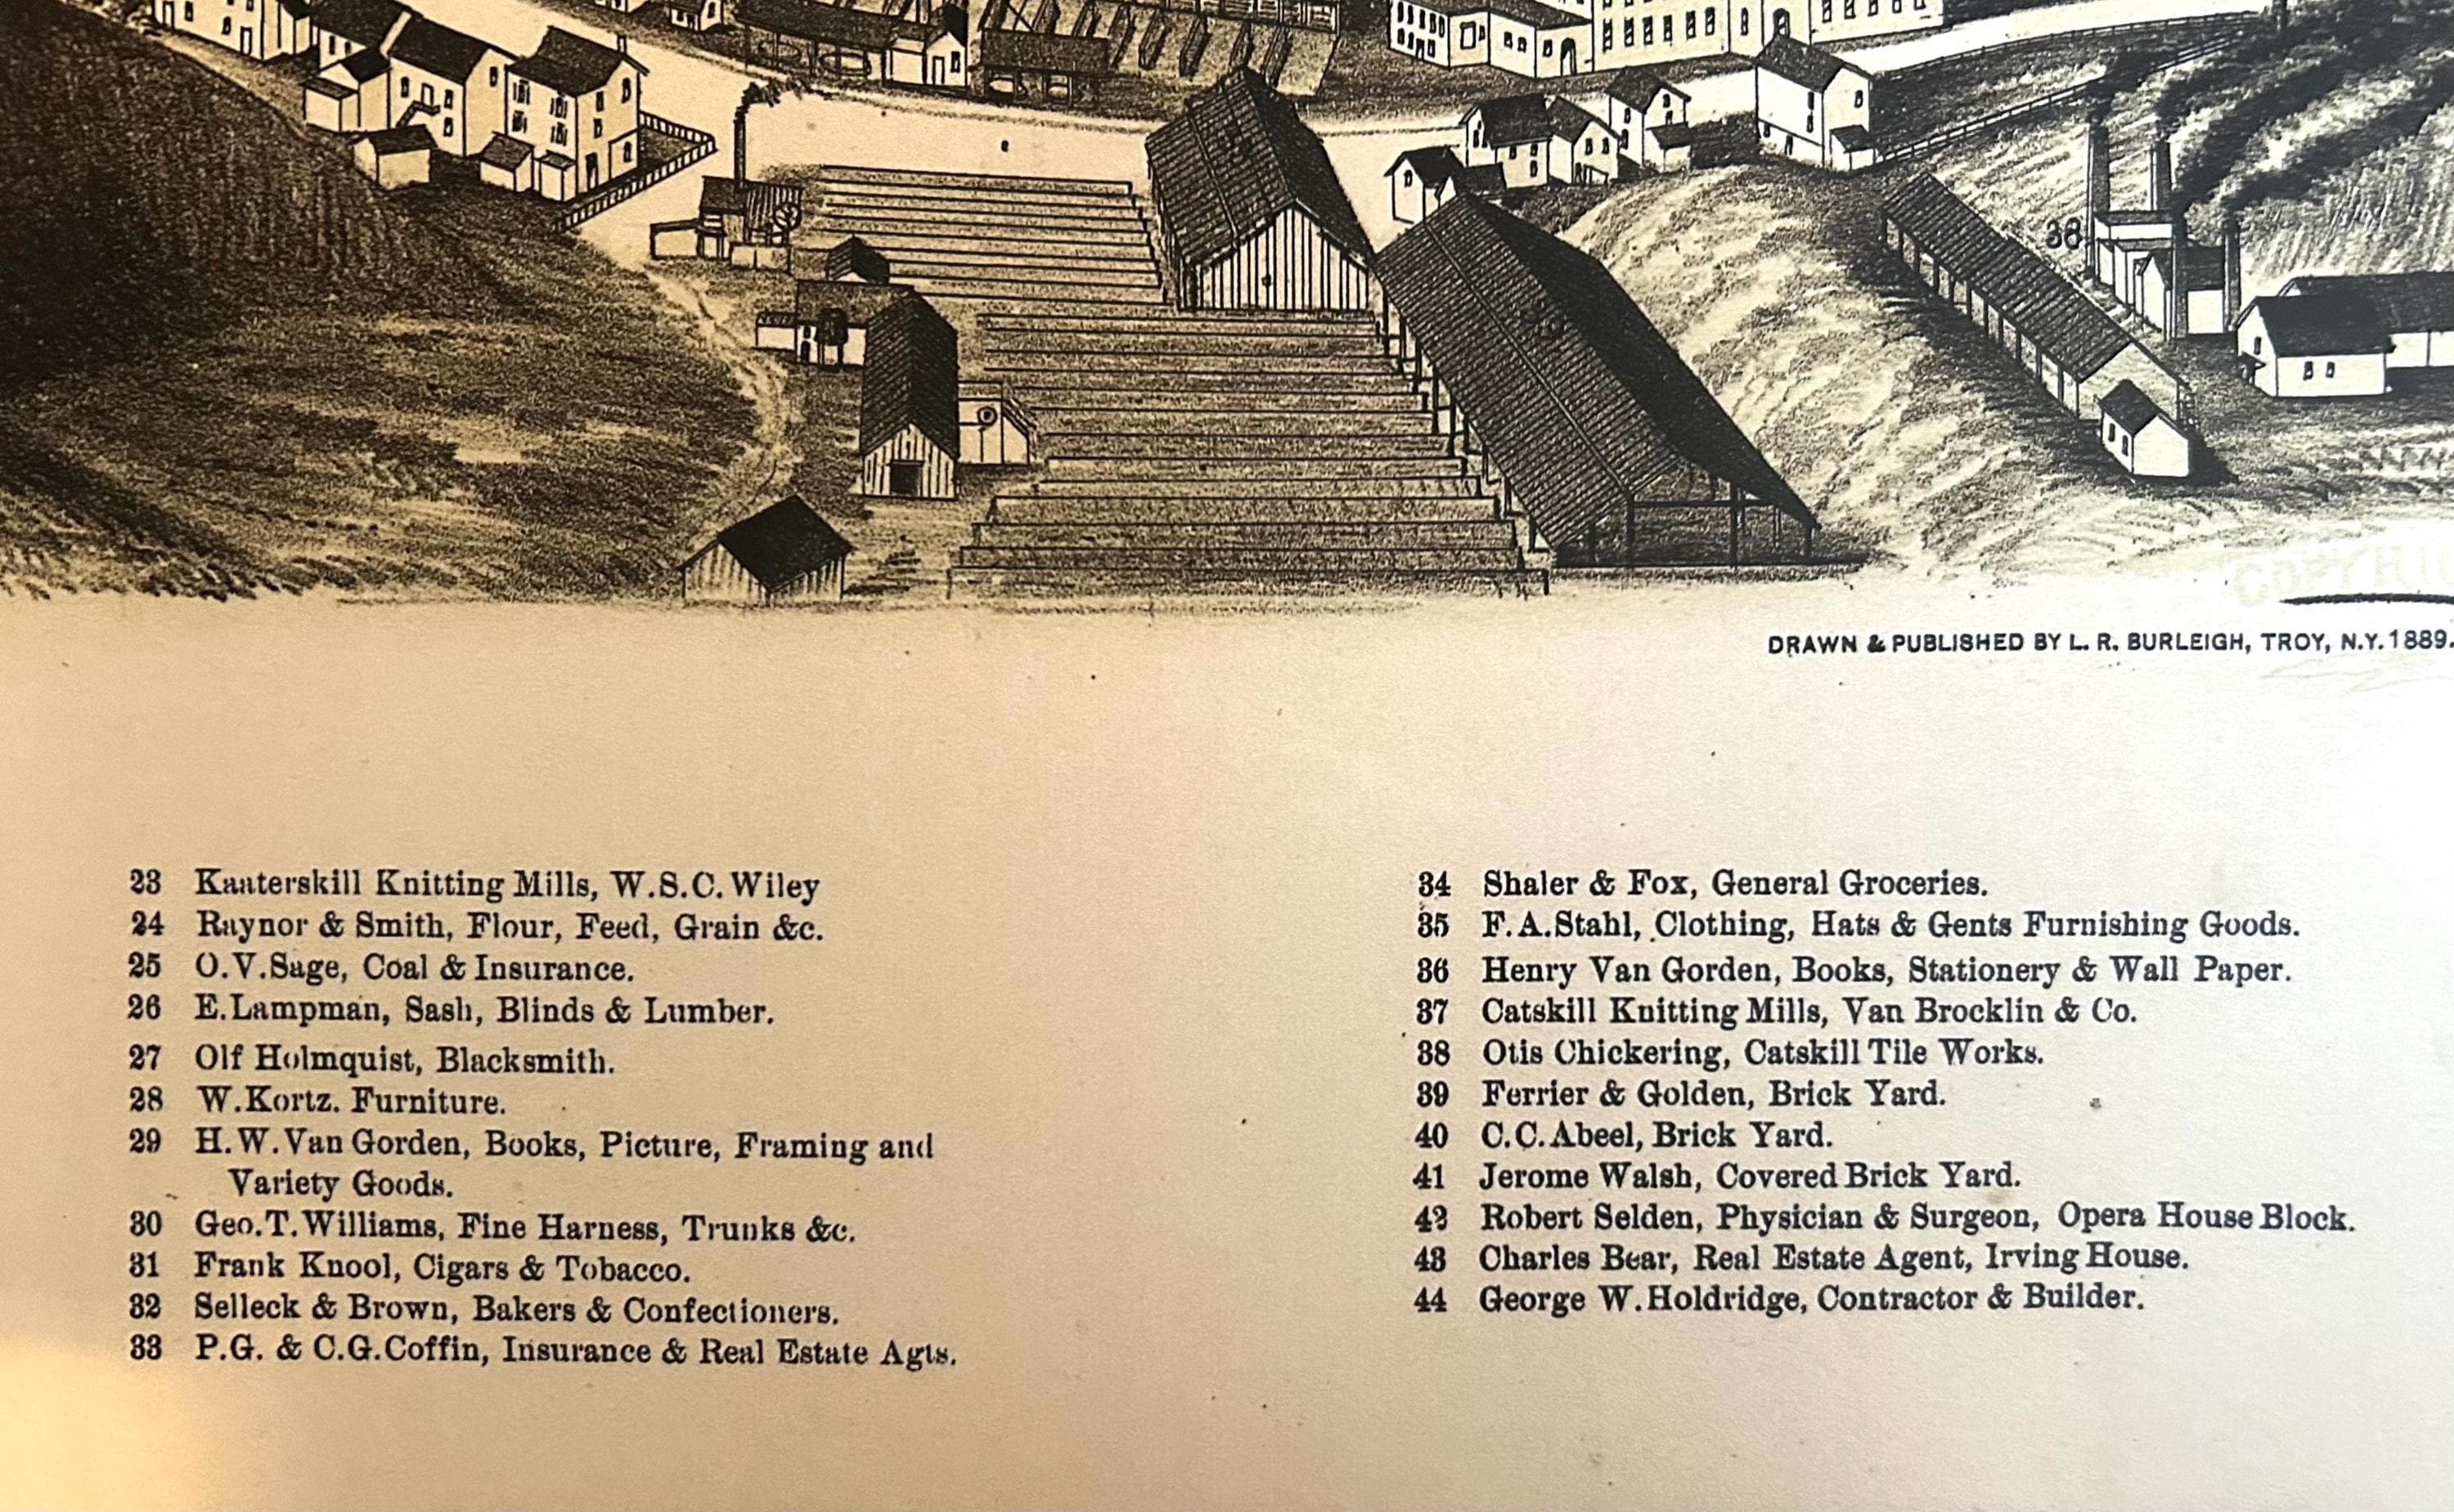 38
COPYRIG
DRAWN & PUBLISHED BY L. R. BURLEIGH, TROY, N.Y. 1889.
23 Kaaterskill Knitting Mills, W.S.C. Wiley
24 Raynor & Smith, Flour, Feed, Grain &c.
25 O.V. Sage, Coal & Insurance.
26 E. Lampman, Sash, Blinds & Lumber.
27 Olf Holmquist, Blacksmith.
28 W. Kortz. Furniture.
29 H. W. Van Gorden, Books, Picture, Framing and
Variety Goods.
30 Geo. T. Williams, Fine Harness, Trunks &c.
31 Frank Knool, Cigars & Tobacco.
32 Selleck & Brown, Bakers & Confectioners.
33 P.G. & C.G. Coffin, Insurance & Real Estate Agts.
34 Shaler & Fox, General Groceries.
35 F. A. Stahl, Clothing, Hats & Gents Furnishing Goods.
36 Henry Van Gorden, Books, Stationery & Wall Paper.
37 Catskill Knitting Mills, Van Brocklin & Co.
38 Otis Chickering, Catskill Tile Works.
39 Ferrier & Golden, Brick Yard.
40 C. C. Abeel, Brick Yard.
41 Jerome Walsh, Covered Brick Yard.
42 Robert Selden, Physician & Surgeon, Opera House Block.
43 Charles Bear, Real Estate Agent, Irving House.
44 George W. Holdridge, Contractor & Builder.